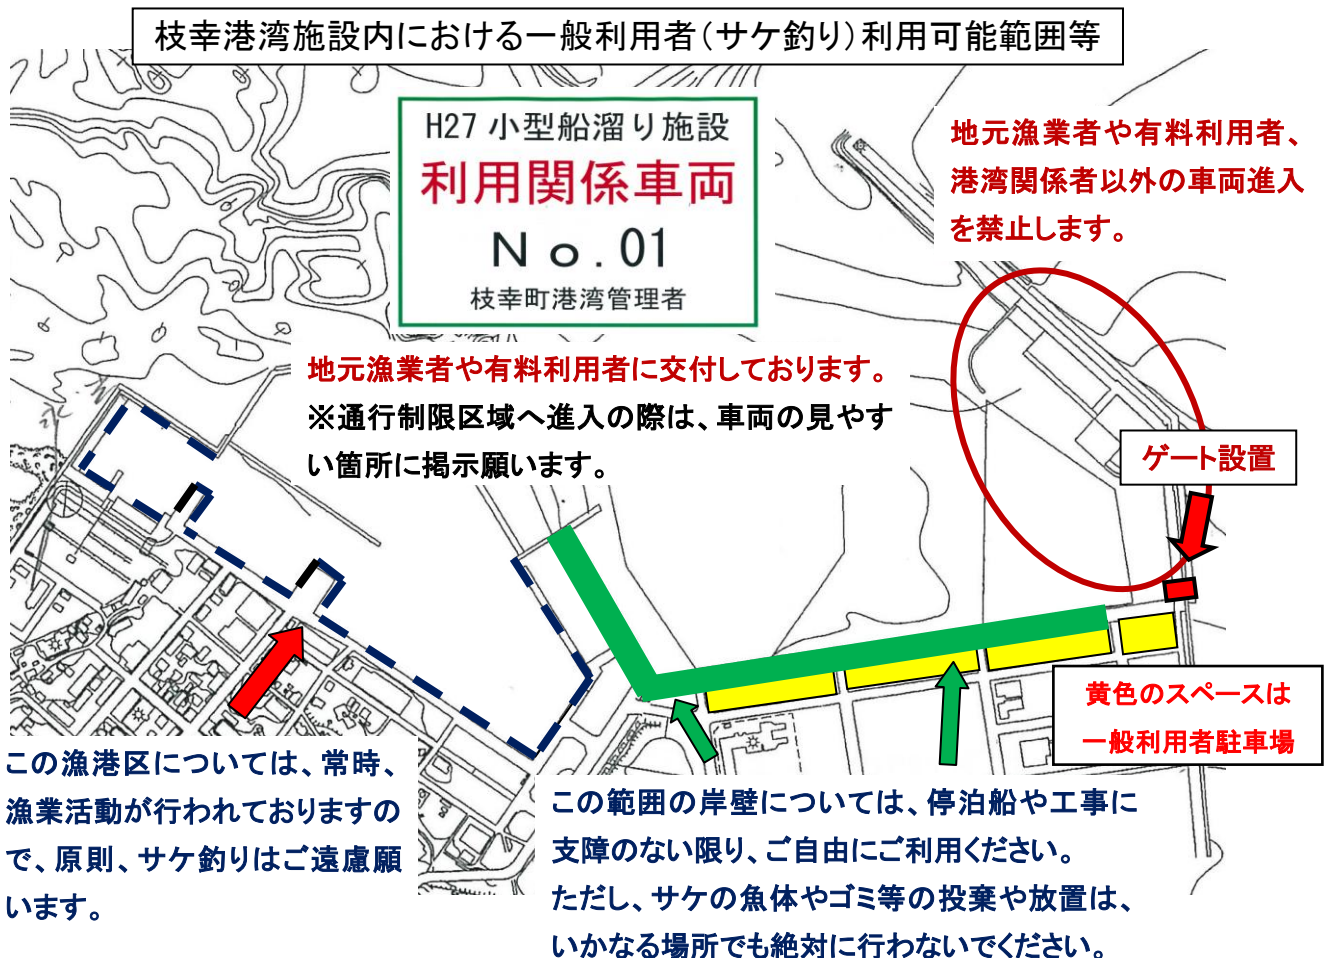 枝幸港湾施設内における一般利用者（サケ釣り）利用可能範囲等
H27 小型船溜り施設
利用関係車両
Ｎｏ．01
枝幸町港湾管理者
地元漁業者や有料利用者、
港湾関係者以外の車両進入
を禁止します。
地元漁業者や有料利用者に交付しております。
※通行制限区域へ進入の際は、車両の見やす
い箇所に掲示願います。
ゲート設置
黄色のスペースは
一般利用者駐車場
この漁港区については、常時、
漁業活動が行われておりますの
で、原則、サケ釣りはご遠慮願
います。
この範囲の岸壁については、停泊船や工事に
支障のない限り、ご自由にご利用ください。
ただし、サケの魚体やゴミ等の投棄や放置は、
いかなる場所でも絶対に行わないでください。